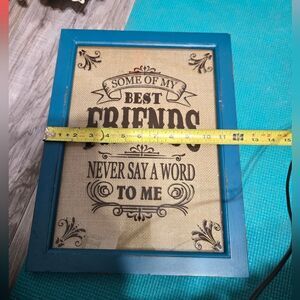 SOME OF MY
BEST
FRIENDS
NEVER SAY A WORD
TO ME